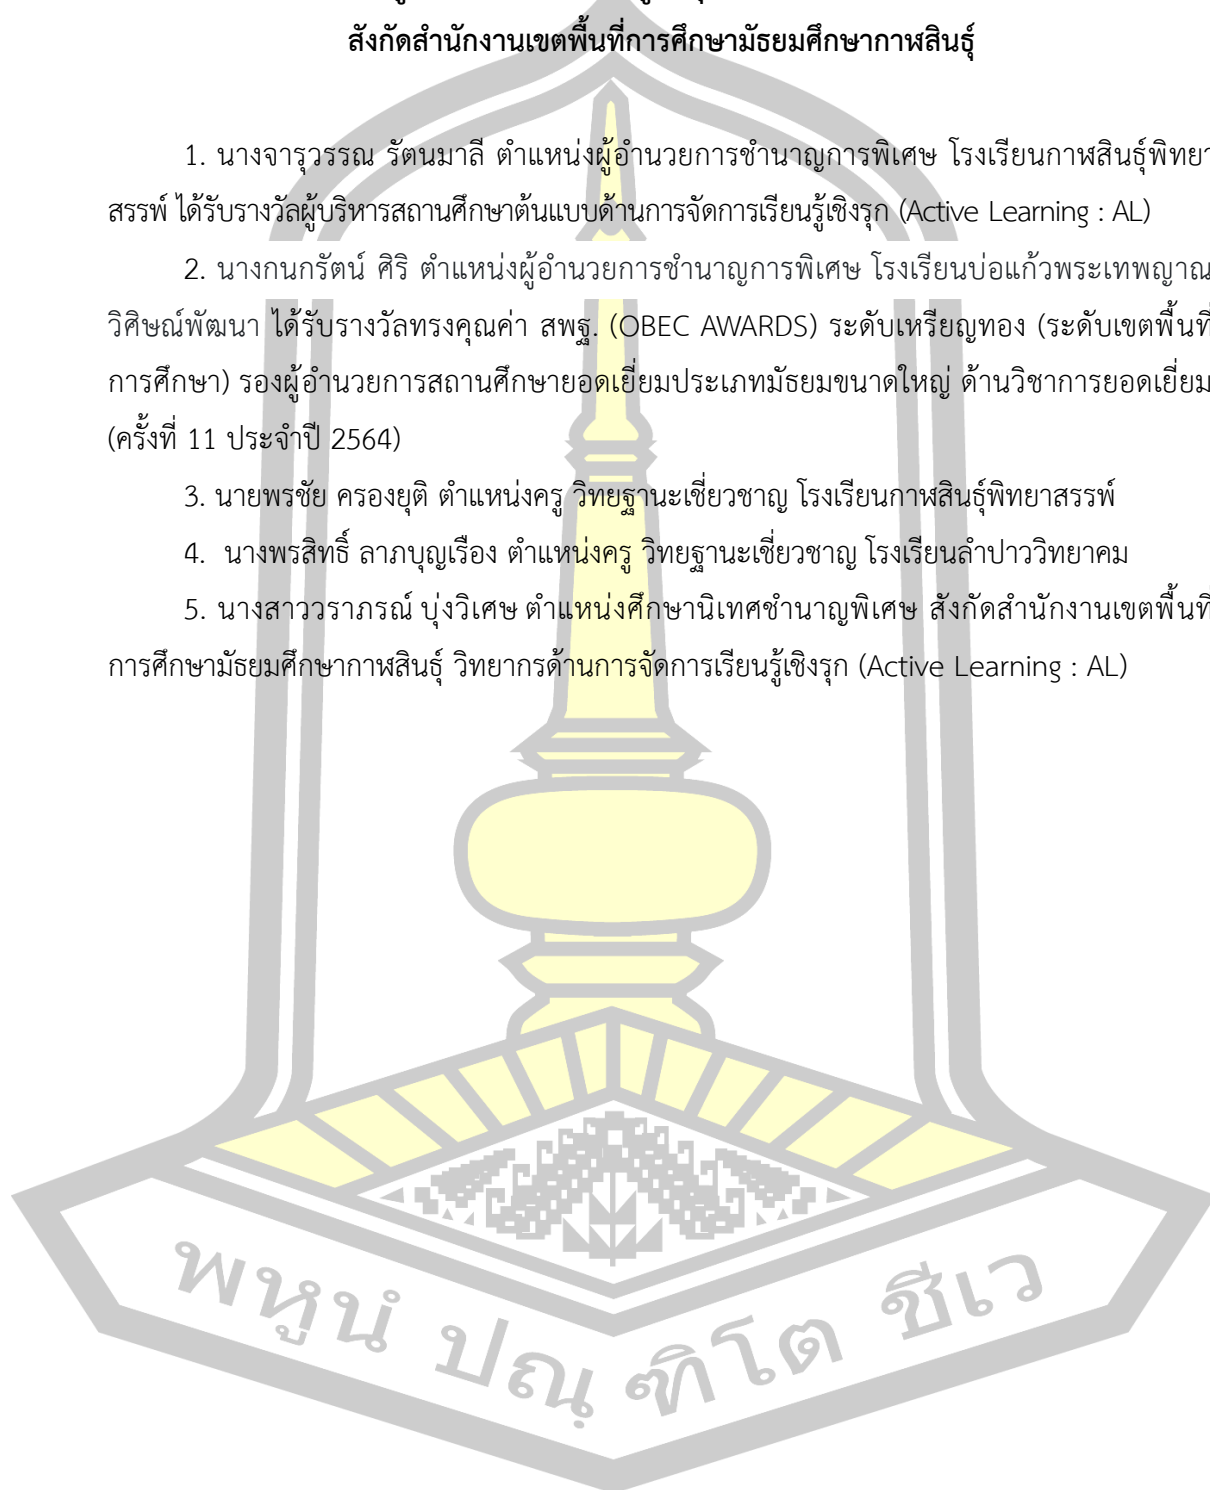 สังกัดสำนักงานเขตพื้นที่การศึกษามัธยมศึกษากาฬสินธุ์
1. นางจารุวรรณ รัตนมาลี ตำแหน่งผู้อำนวยการชำนาญการพิเศษ โรงเรียนกาฬสินธุ์พิทยา
สรรพ์ ได้รับรางวัลผู้บริหารสถานศึกษาต้นแบบด้านการจัดการเรียนรู้เชิงรุก (Active Learning : AL)
2. นางกนกรัตน์ ศิริ ตำแหน่งผู้อำนวยการชำนาญการพิเศษ โรงเรียนบ่อแก้วพระเทพญาณ
วิศิษณ์พัฒนา ได้รับรางวัลทรงคุณค่า สพฐ. (OBEC AWARDS) ระดับเหรียญทอง (ระดับเขตพื้นที่
การศึกษา) รองผู้อำนวยการสถานศึกษายอดเยี่ยมประเภทมัธยมขนาดใหญ่ ด้านวิชาการยอดเยี่ยม
(ครั้งที่ 11 ประจำปี 2564)
3. นายพรชัย ครองยุติ ตำแหน่งครู วิทยฐานะเชี่ยวชาญ โรงเรียนกาฬสินธุ์พิทยาสรรพ์
4. นางพรสิทธิ์ ลาภบุญเรือง ตำแหน่งครู วิทยฐานะเชี่ยวชาญ โรงเรียนลำปาววิทยาคม
5. นางสาววราภรณ์ บุ่งวิเศษ ตำแหน่งศึกษานิเทศชำนาญพิเศษ สังกัดสำนักงานเขตพื้นที่
การศึกษามัธยมศึกษากาฬสินธุ์ วิทยากรด้านการจัดการเรียนรู้เชิงรุก (Active Learning : AL)
พหูนํ ปณฺฑิโต ชีเว